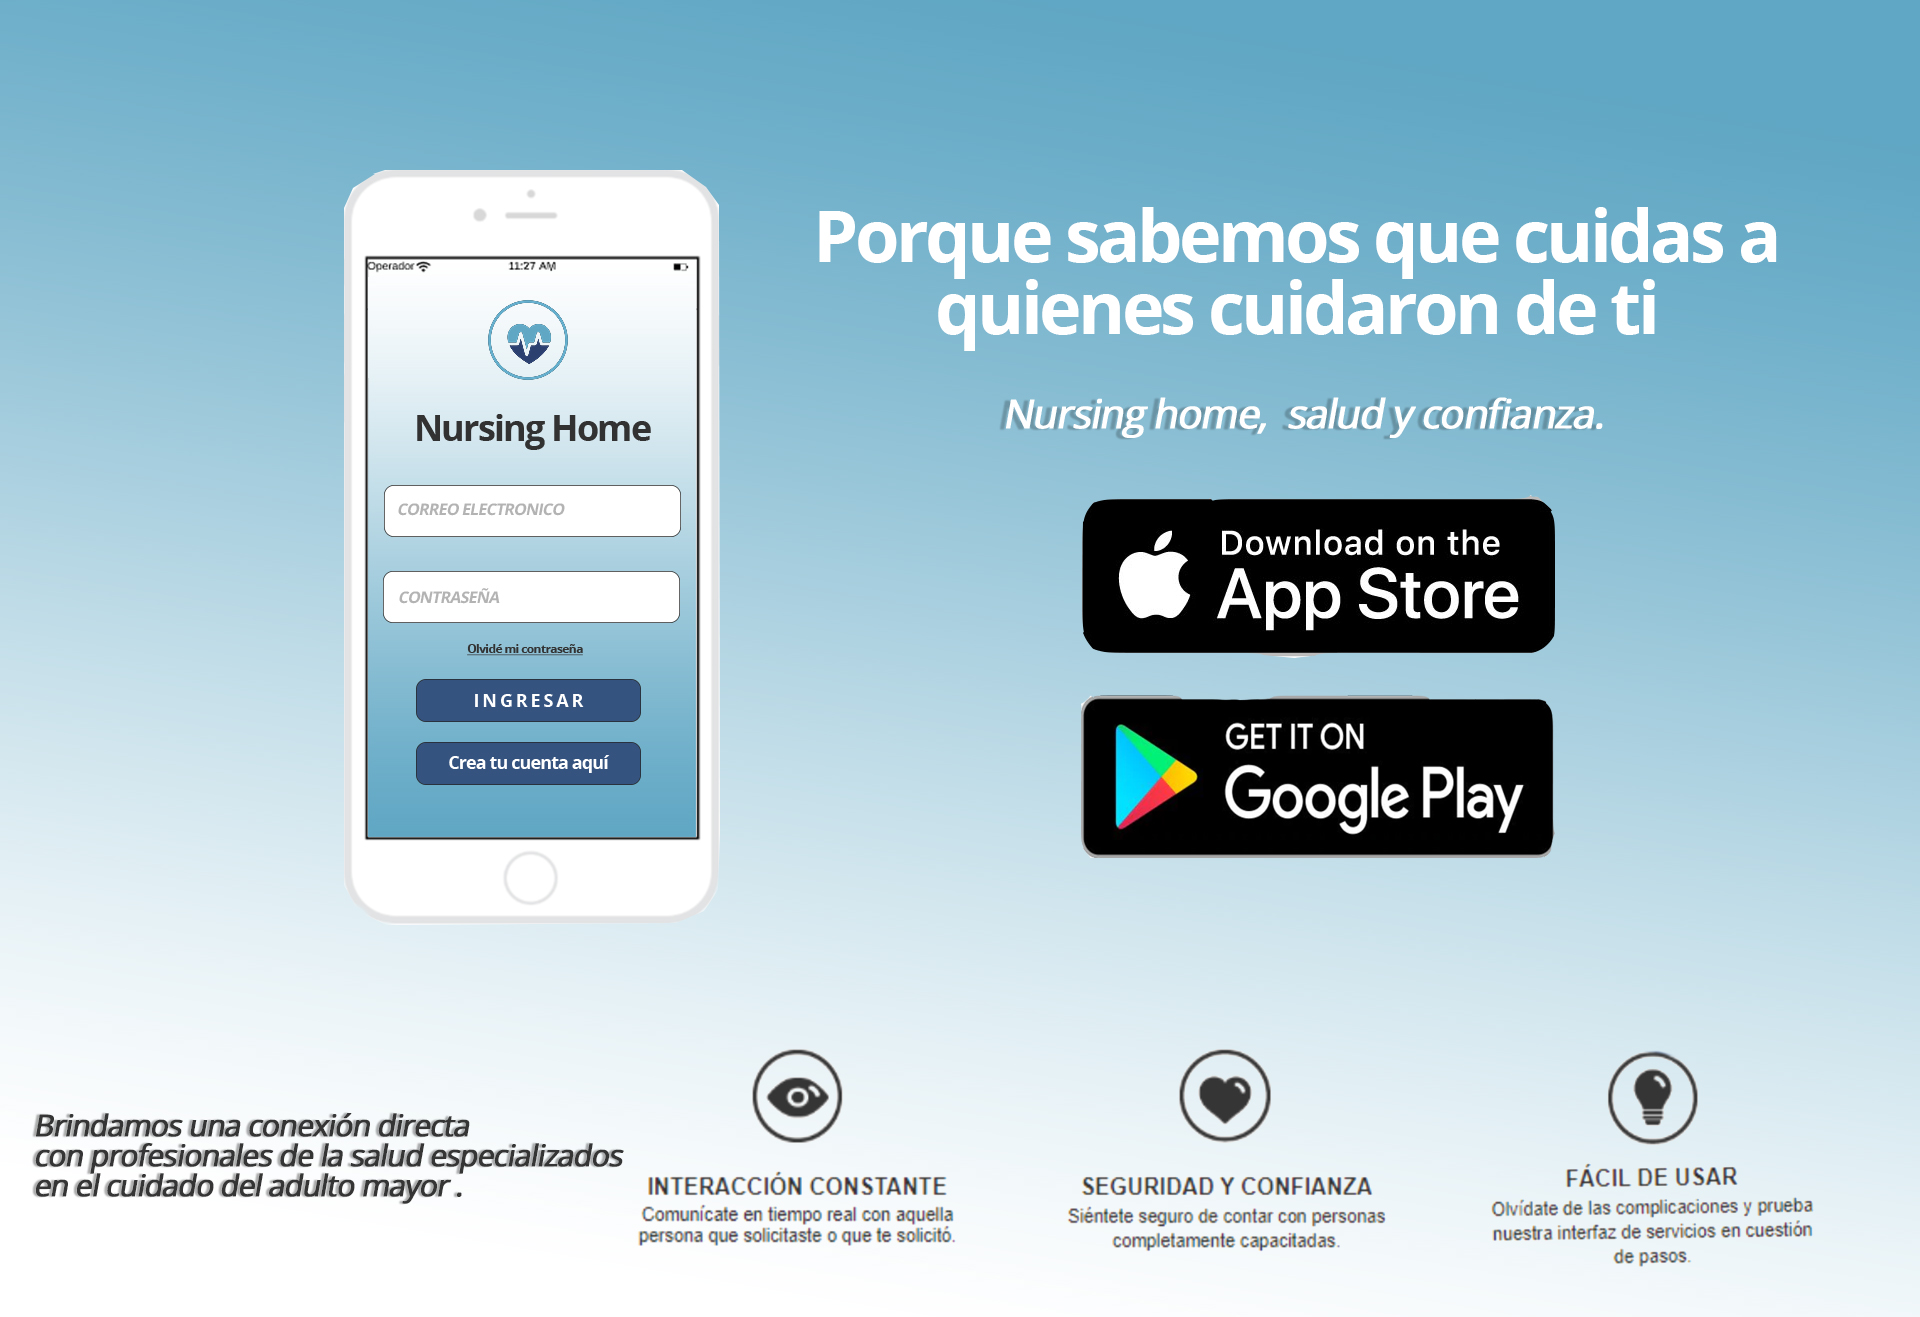 Operador
11:27 AM
Nursing Home
CORREO ELECTRONICO
CONTRASEÑA
Olvidé mi contraseña
INGRESAR
Crea tu cuenta aquí
Porque sabemos que cuidas a
quienes cuidaron de ti
Nursing home, salud y confianza.
Download on the
App Store
GET IT ON
Google Play
Brindamos una conexión directa
con profesionales de la salud especializados
en el cuidado del adulto mayor .
INTERACCIÓN CONSTANTE
Comunícate en tiempo real con aquella
persona que solicitaste o que te solicitó.
SEGURIDAD Y CONFIANZA
Siéntete seguro de contar con personas
completamente capacitadas.
FÁCIL DE USAR
Olvídate de las complicaciones y prueba
nuestra interfaz de servicios en cuestión
de pasos.